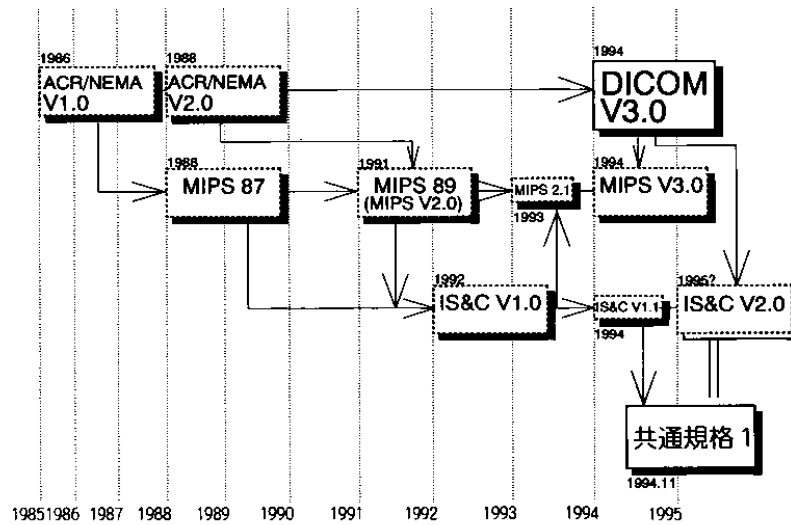 1986
ACR/NEMA
V1.0
1988
ACR/NEMA
V2.0
1994
DICOM
V3.0
1988
MIPS 87
1991
MIPS 89
(MIPS V2.0)
MIPS 2.1
1993
1994
MIPS V3.0
1992
IS&C V1.0
IS&C V1.1
1994
1995?
IS&C V2.0
共通規格 1
1994.11
1985 1986 1987 1988 1989 1990 1991 1992 1993 1994 1995